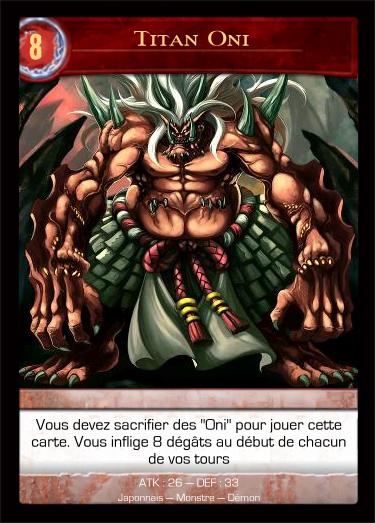 8
Titan Oni
Vous devez sacrifier des "Oni" pour jouer cette
carte. Vous inflige 8 dégâts au début de chacun
de vos tours
ATK : 26 — DEF : 33
Japonnais — Monstre — Démon